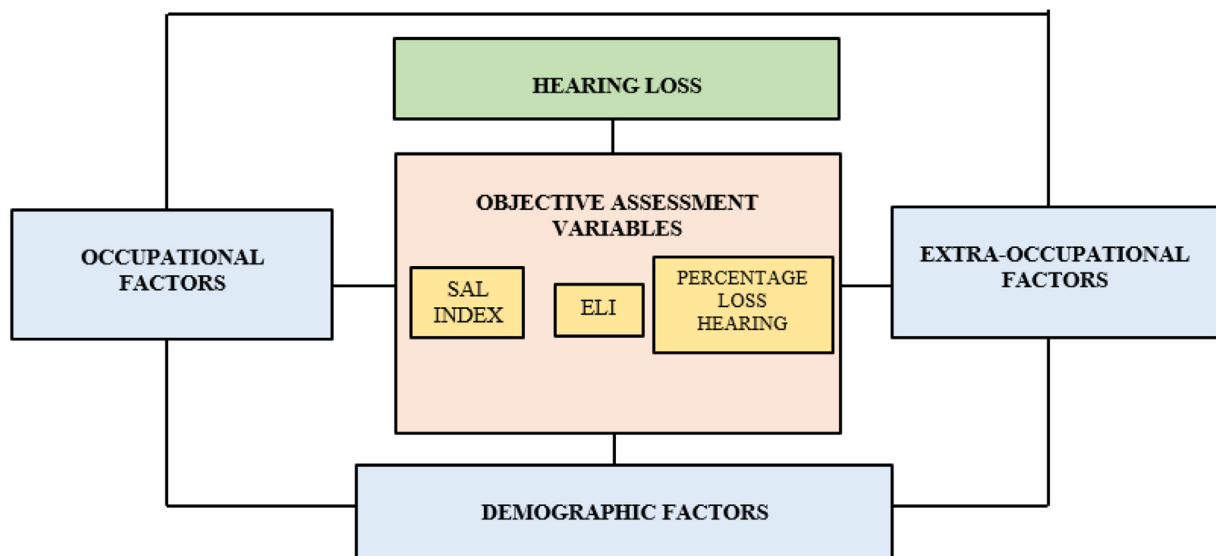 HEARING LOSS
OBJECTIVE ASSESSMENT
VARIABLES
OCCUPATIONAL
FACTORS
SAL
INDEX
ELI
PERCENTAGE
LOSS
HEARING
EXTRA-OCCUPATIONAL
FACTORS
DEMOGRAPHIC FACTORS